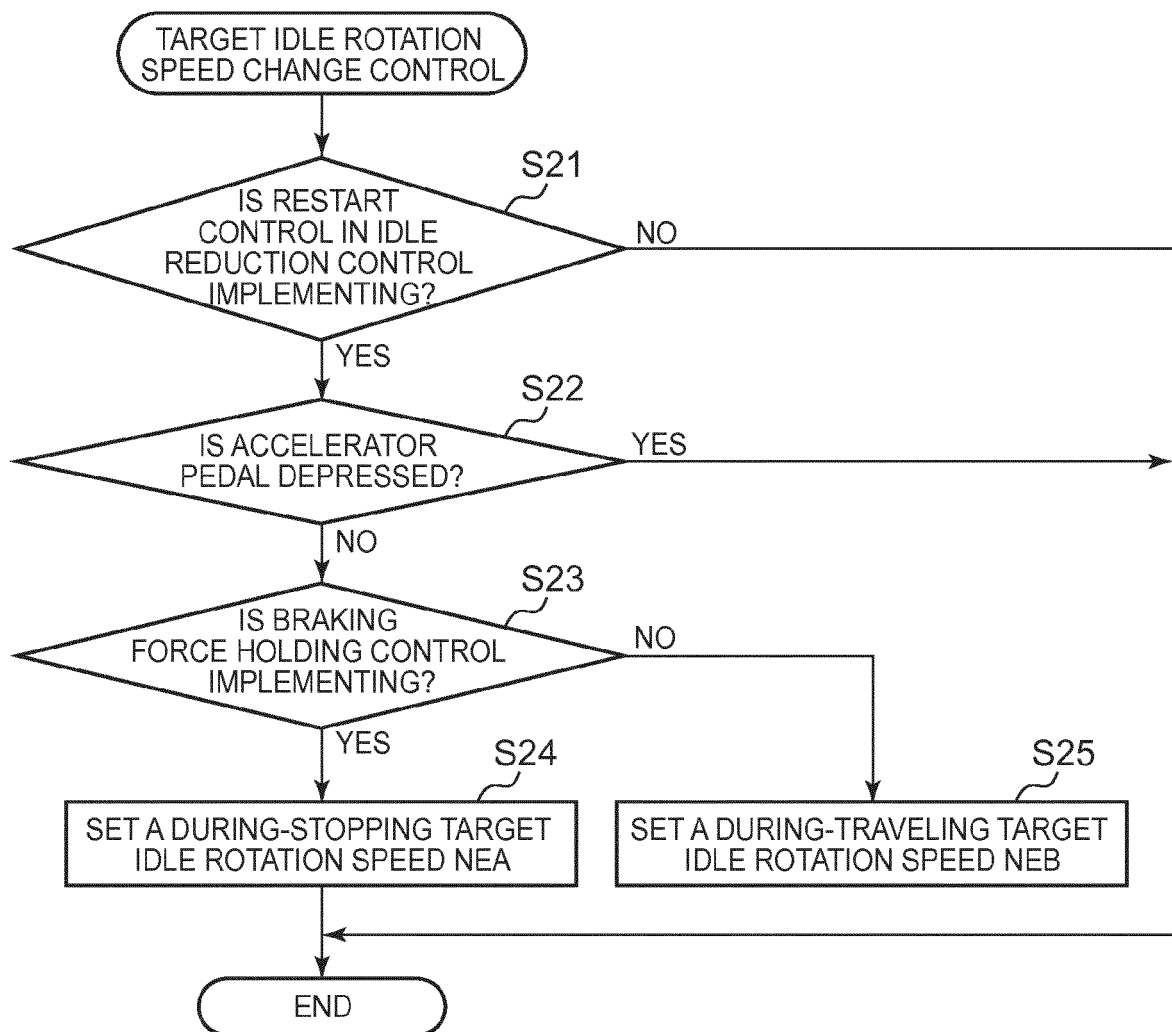 TARGET IDLE ROTATION
SPEED CHANGE CONTROL
S21
IS RESTART
CONTROL IN IDLE
REDUCTION CONTROL
IMPLEMENTING?
NO
YES
S22
IS ACCELERATOR
PEDAL DEPRESSED?
YES
NO
S23
IS BRAKING
FORCE HOLDING CONTROL
IMPLEMENTING?
NO
YES
S24
SET A DURING-STOPPING TARGET
IDLE ROTATION SPEED NEA
S25
SET A DURING-TRAVELING TARGET
IDLE ROTATION SPEED NEB
END